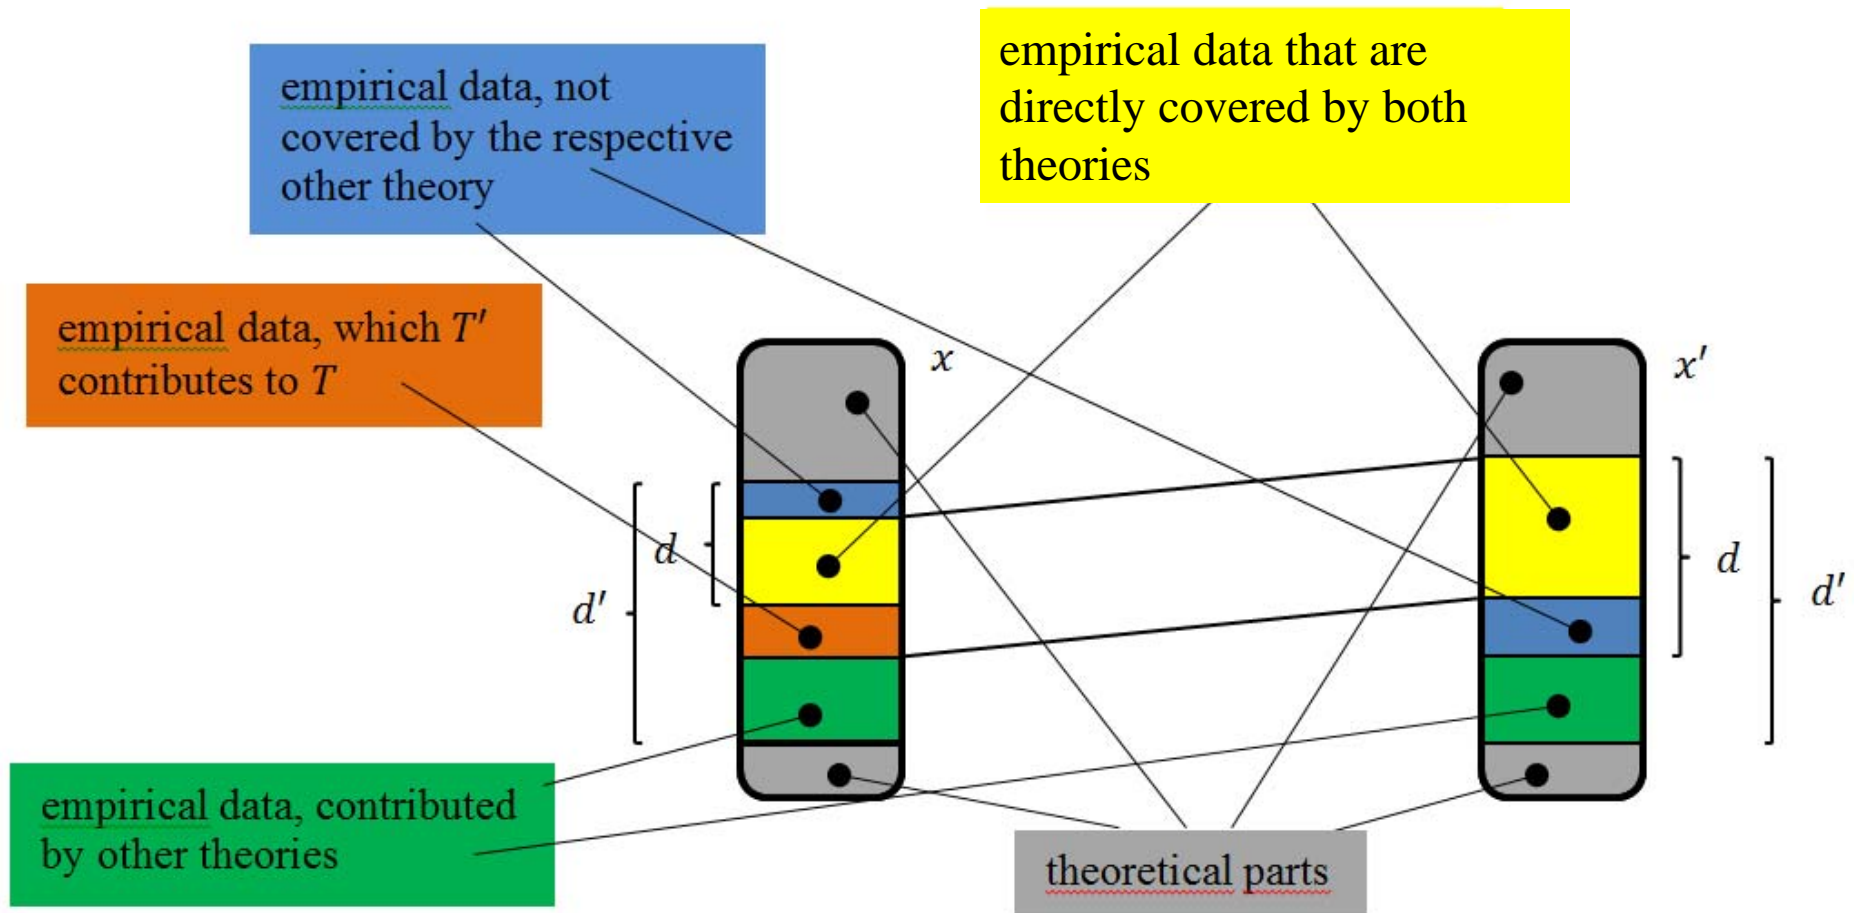 empirical data, not
covered by the respective
other theory
empirical data that are
directly covered by both
theories
empirical data, which T′
contributes to T
x
x′
d
d′
d
d′
empirical data, contributed
by other theories
theoretical parts